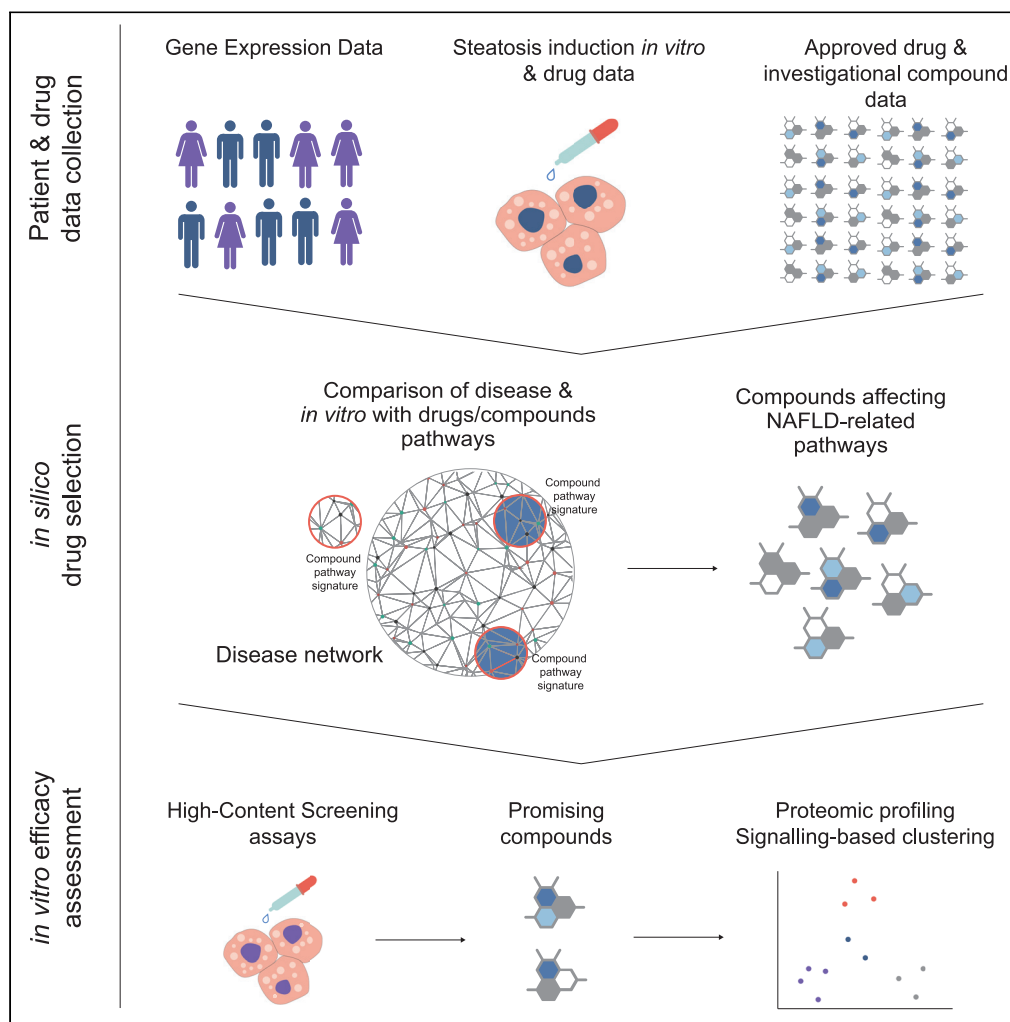 Patient & drug
data collection
Gene Expression Data
Steatosis induction in vitro
& drug data
Approved drug &
investigational compound
data
in silico
drug selection
Comparison of disease &
in vitro with drugs/compounds
pathways
Compounds affecting
NAFLD-related
pathways
Compound
pathway
signature
Compound
pathway
signature
Disease network
Compound
pathway
signature
in vitro efficacy
assessment
High-Content Screening
assays
Promising
compounds
Proteomic profiling
Signalling-based clustering